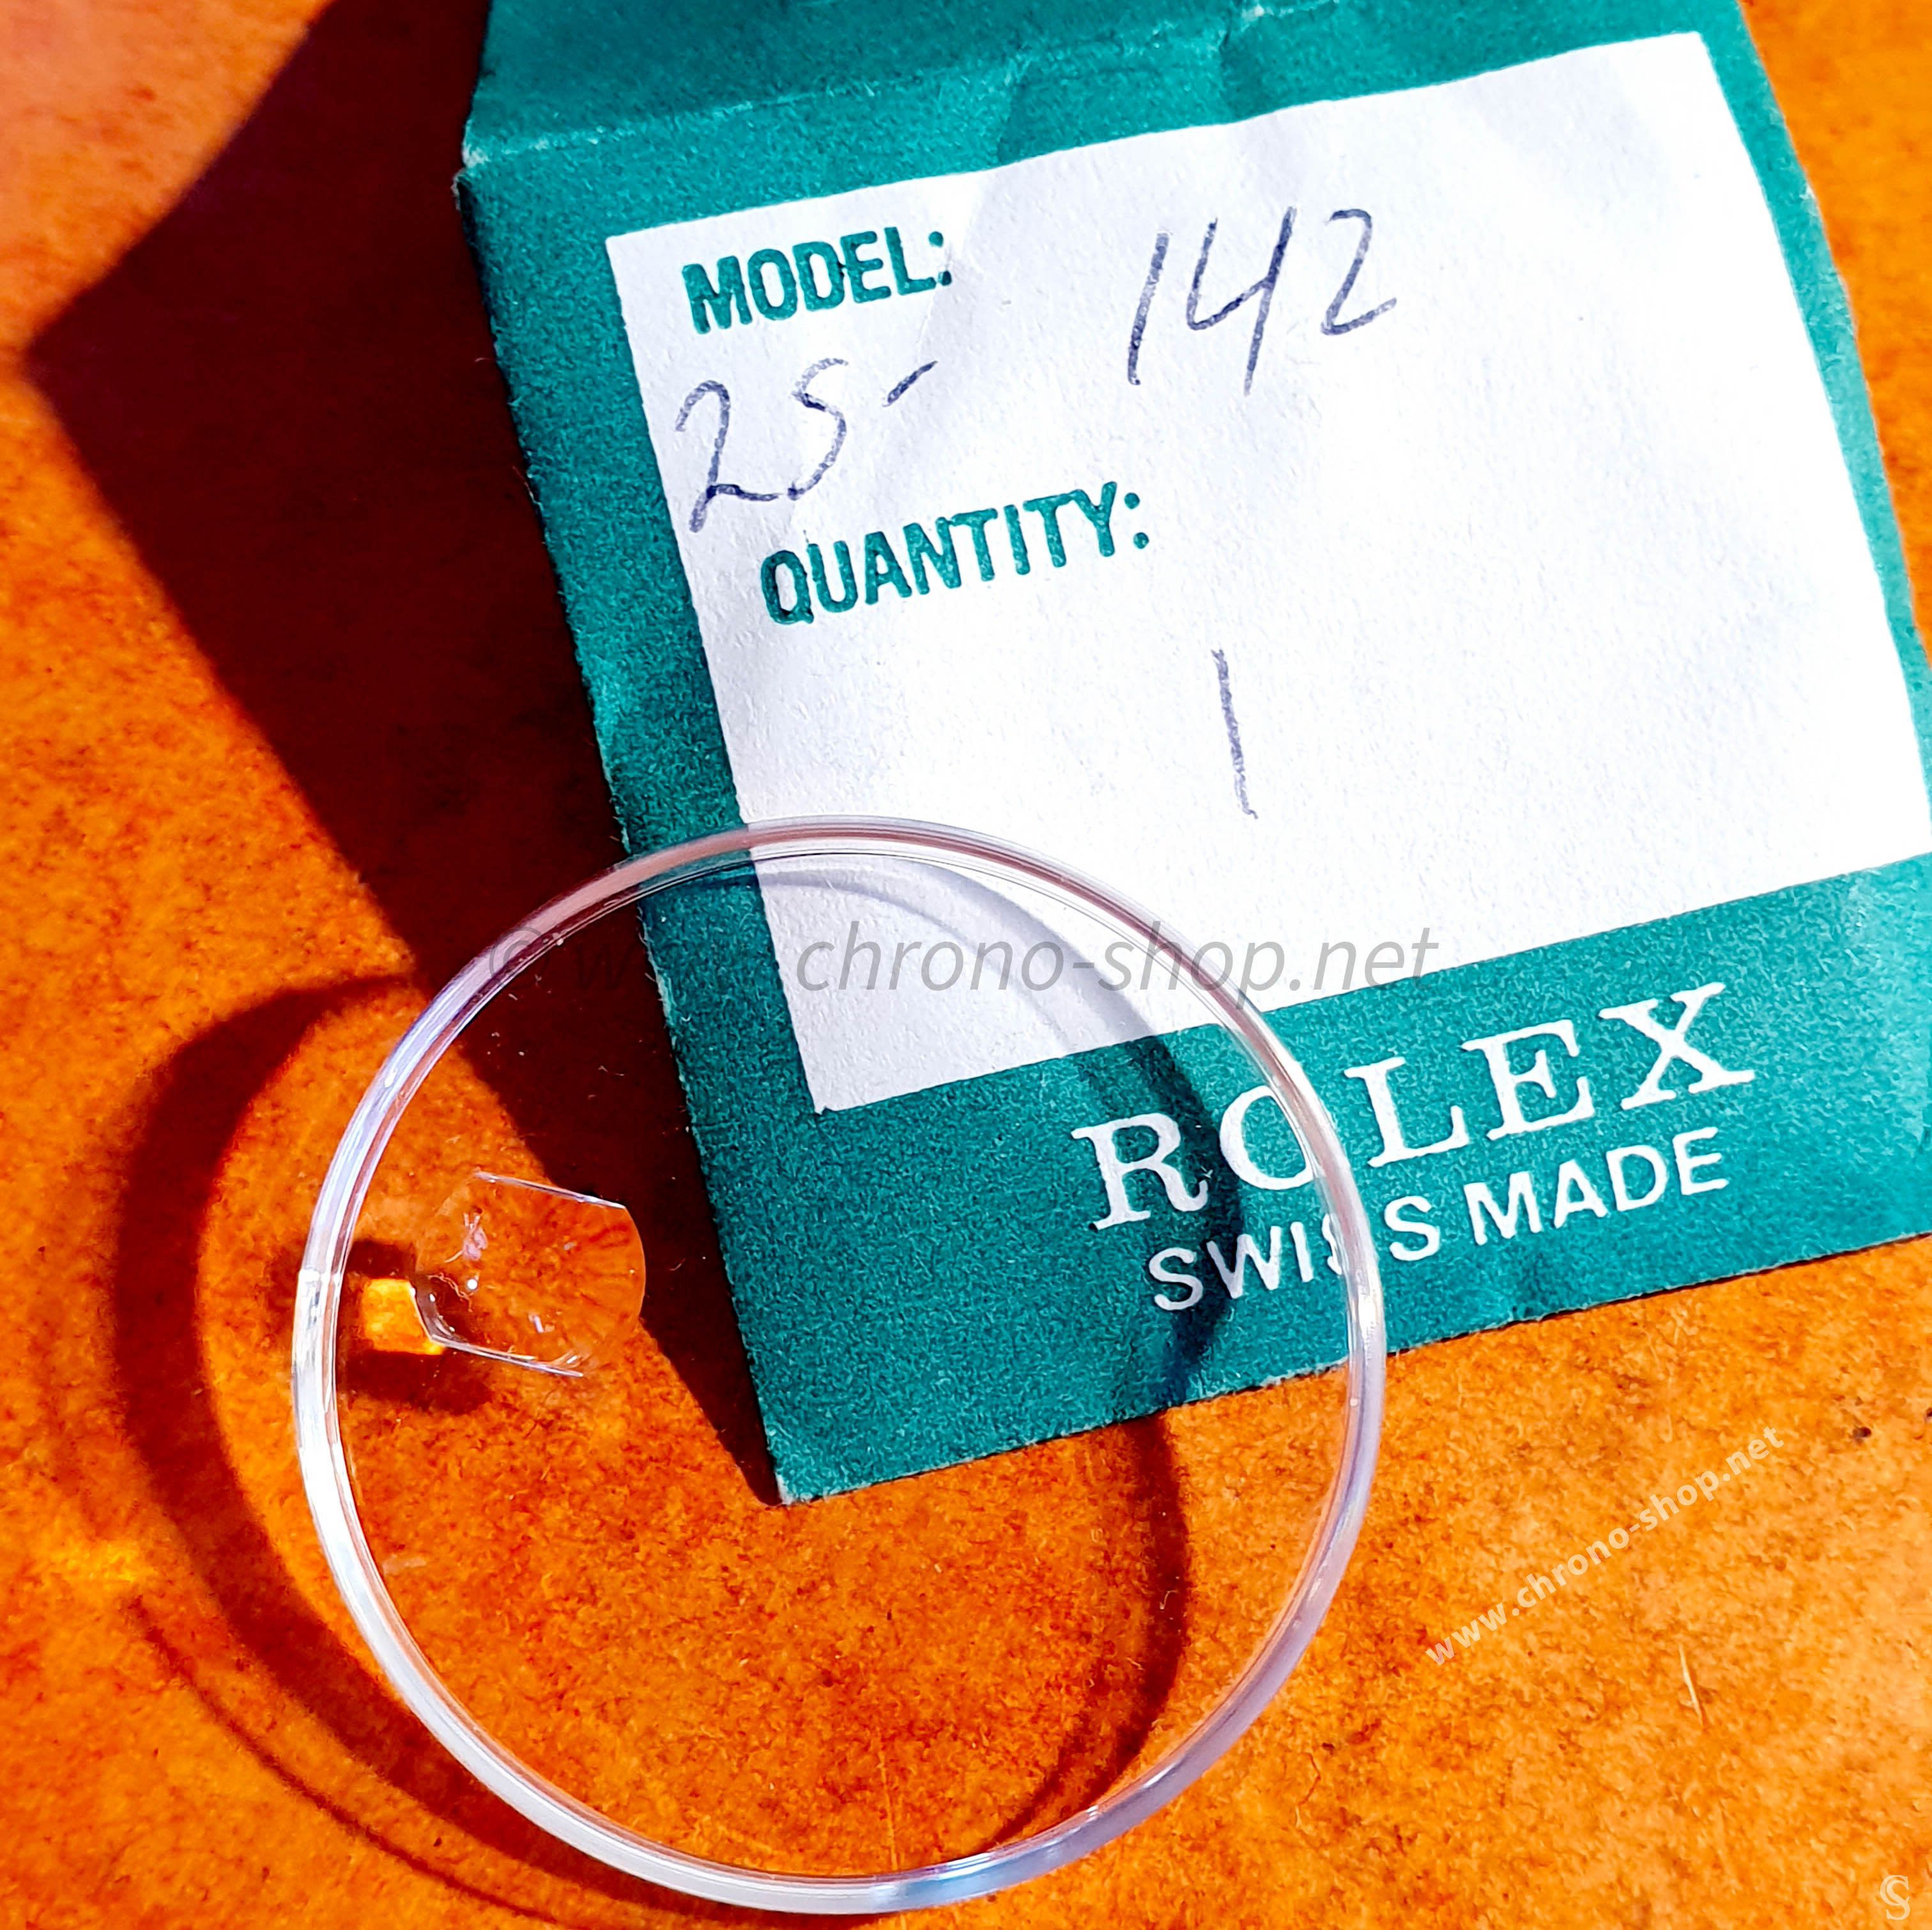 MODEL:
25- 142
QUANTITY:
1
© www.chrono-shop.net
ROLEX
SWISS MADE
www.chrono-shop.net